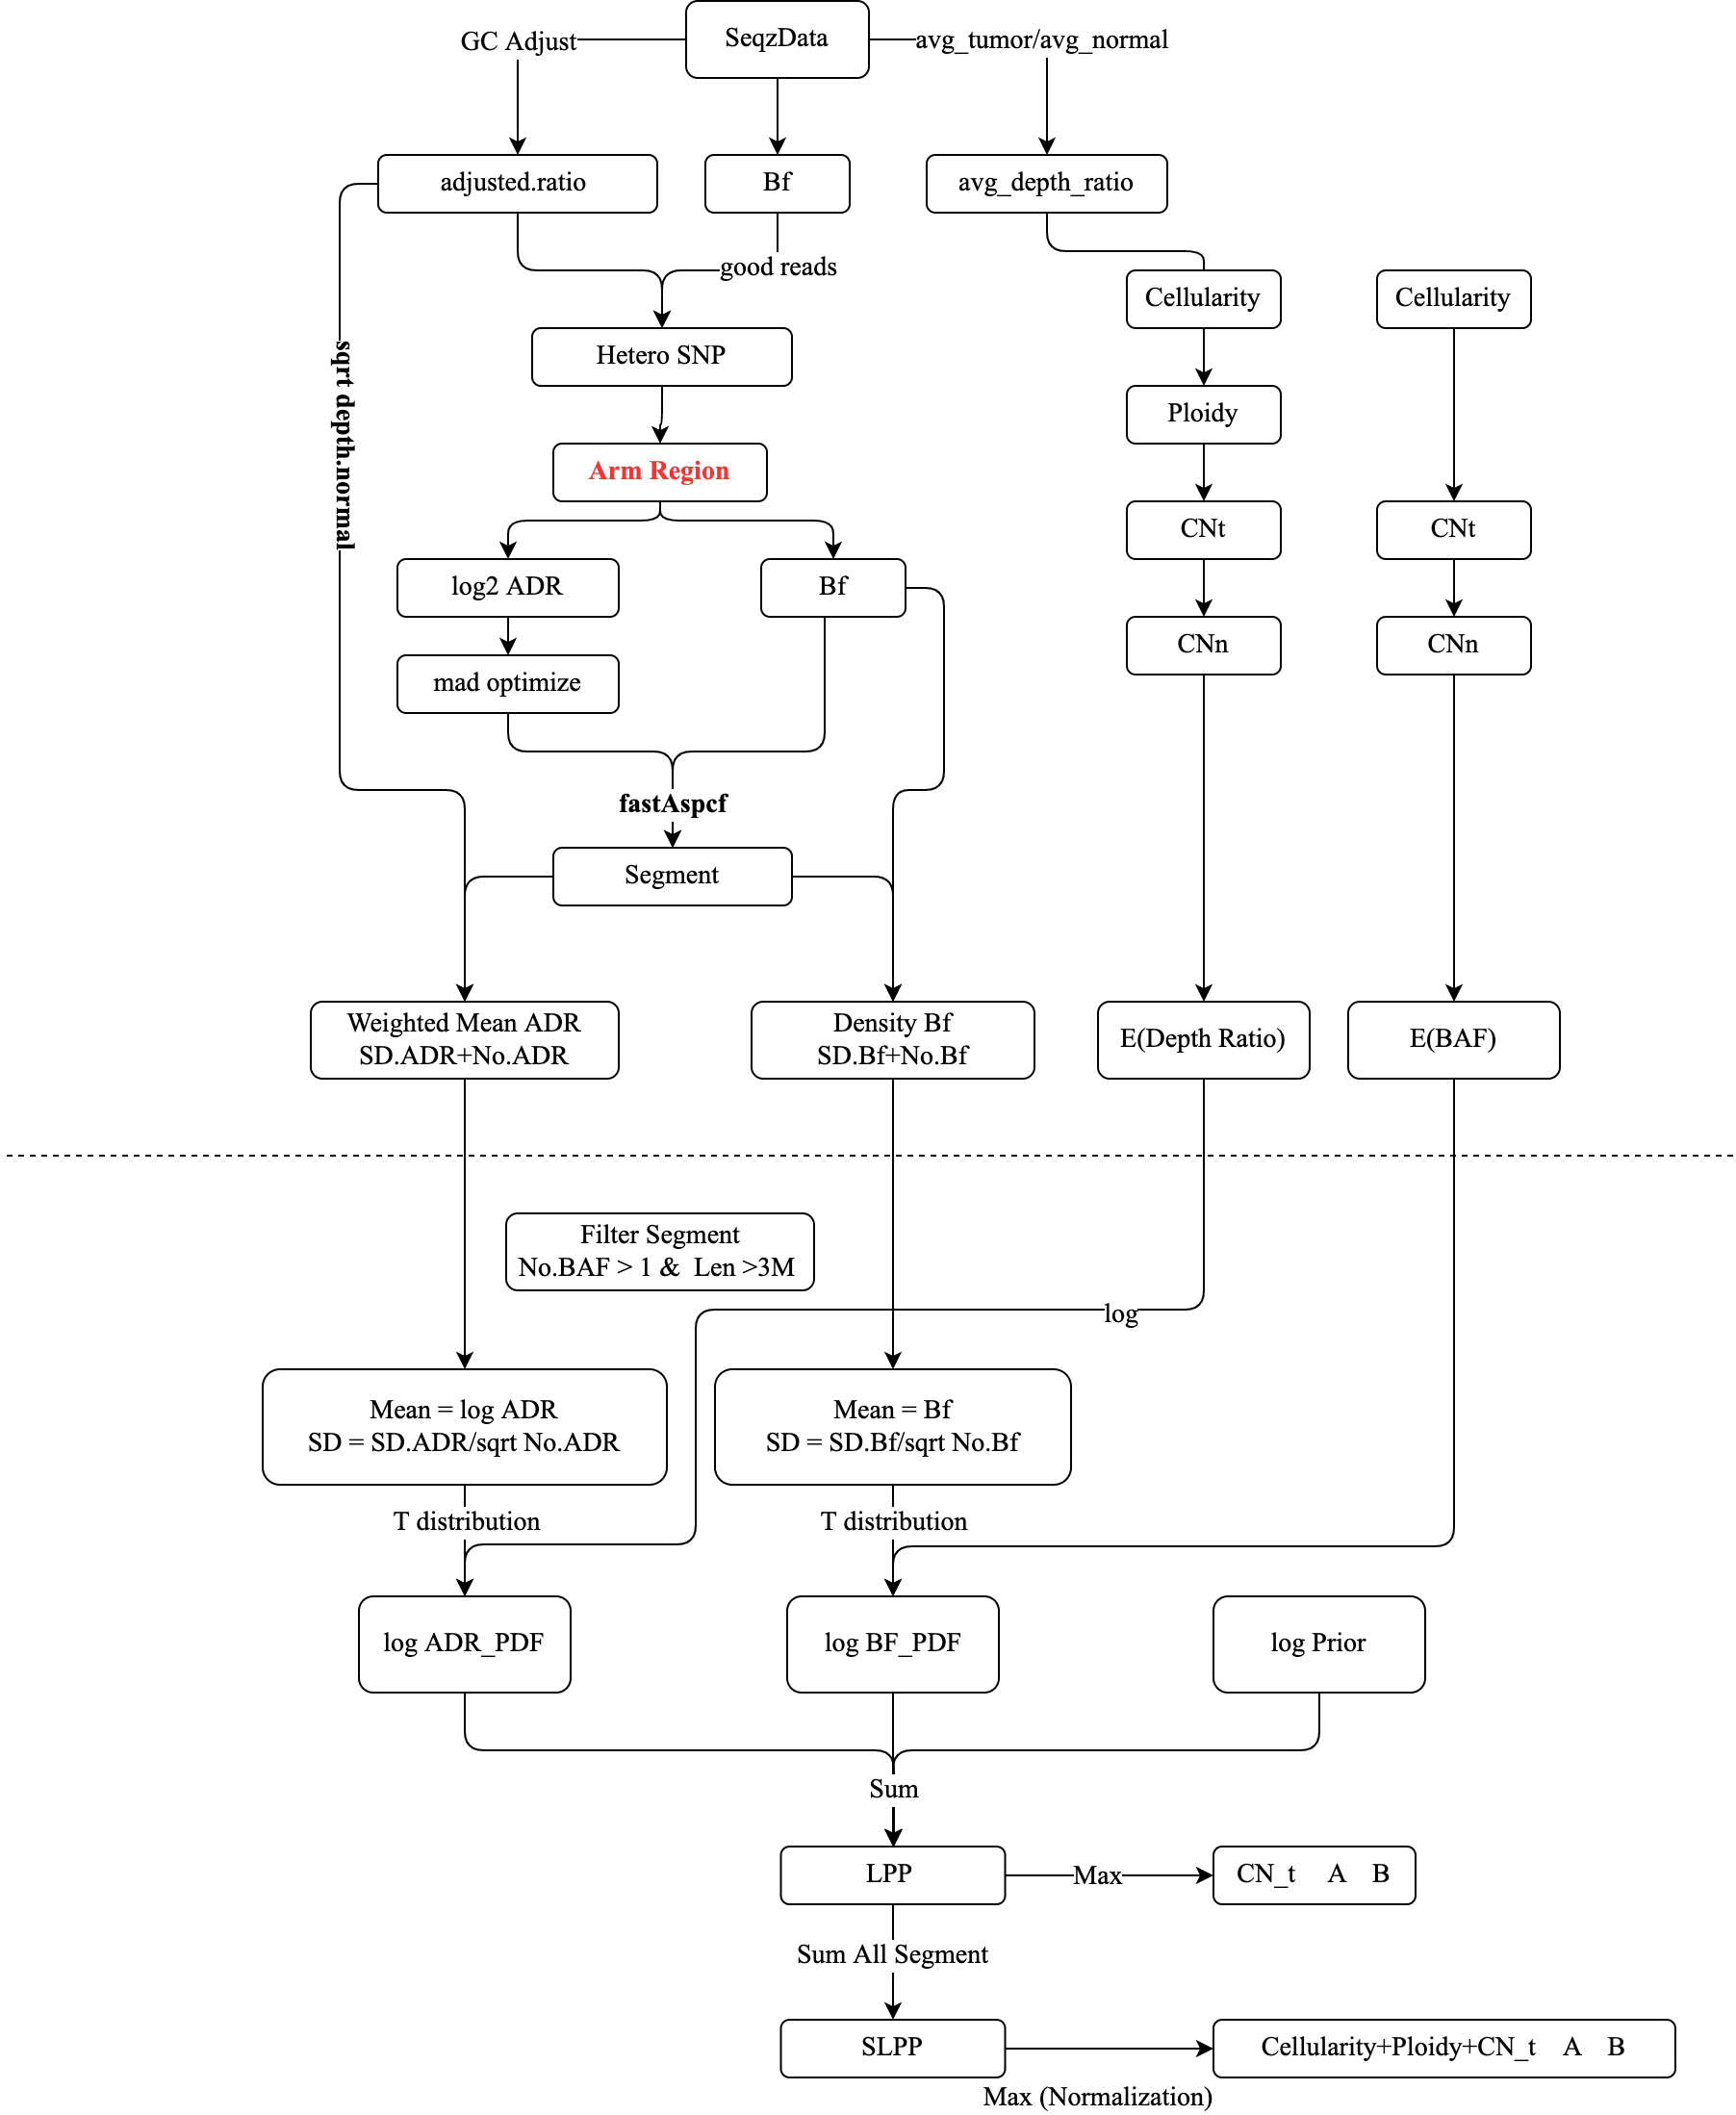 SeqzData
GC Adjust
avg_tumor/avg_normal
adjusted.ratio
Bf
avg_depth_ratio
good reads
Cellularity
Cellularity
sqrt depth.normal
Hetero SNP
Ploidy
Arm Region
CNt
CNt
log2 ADR
Bf
CNn
CNn
mad optimize
fastAspcf
Segment
Weighted Mean ADR
SD.ADR+No.ADR
Density Bf
SD.Bf+No.Bf
E(Depth Ratio)
E(BAF)
Filter Segment
No.BAF > 1 & Len >3M
log
Mean = log ADR
SD = SD.ADR/sqrt No.ADR
Mean = Bf
SD = SD.Bf/sqrt No.Bf
T distribution
T distribution
log ADR_PDF
log BF_PDF
log Prior
Sum
LPP
Max
CN_t A B
Sum All Segment
SLPP
Cellularity+Ploidy+CN_t A B
Max (Normalization)